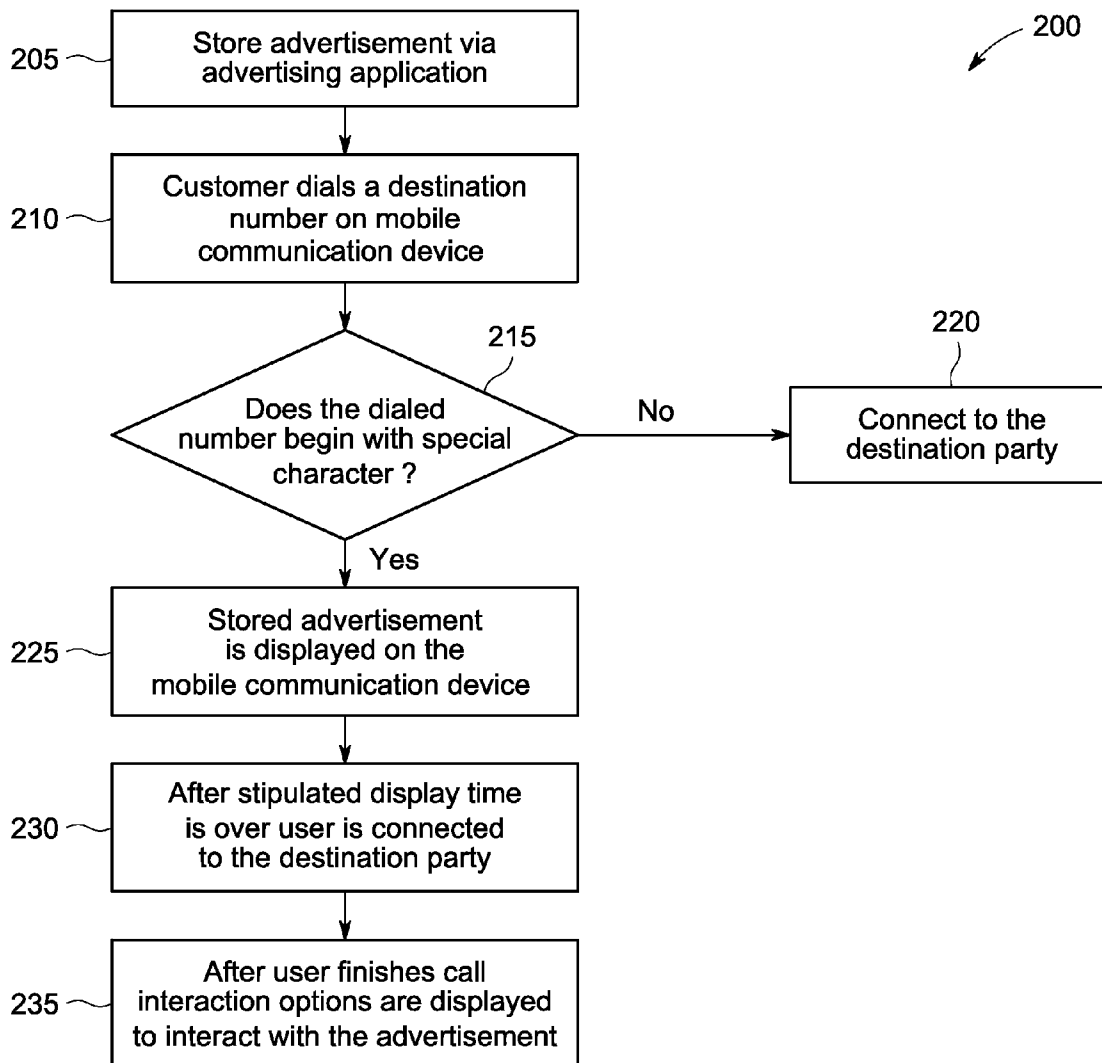 200
205
Store advertisement via
advertising application
210
Customer dials a destination
number on mobile
communication device
215
Does the dialed
number begin with special
character ?
No
220
Connect to the
destination party
Yes
225
Stored advertisement
is displayed on the
mobile communication device
230
After stipulated display time
is over user is connected
to the destination party
235
After user finishes call
interaction options are displayed
to interact with the advertisement